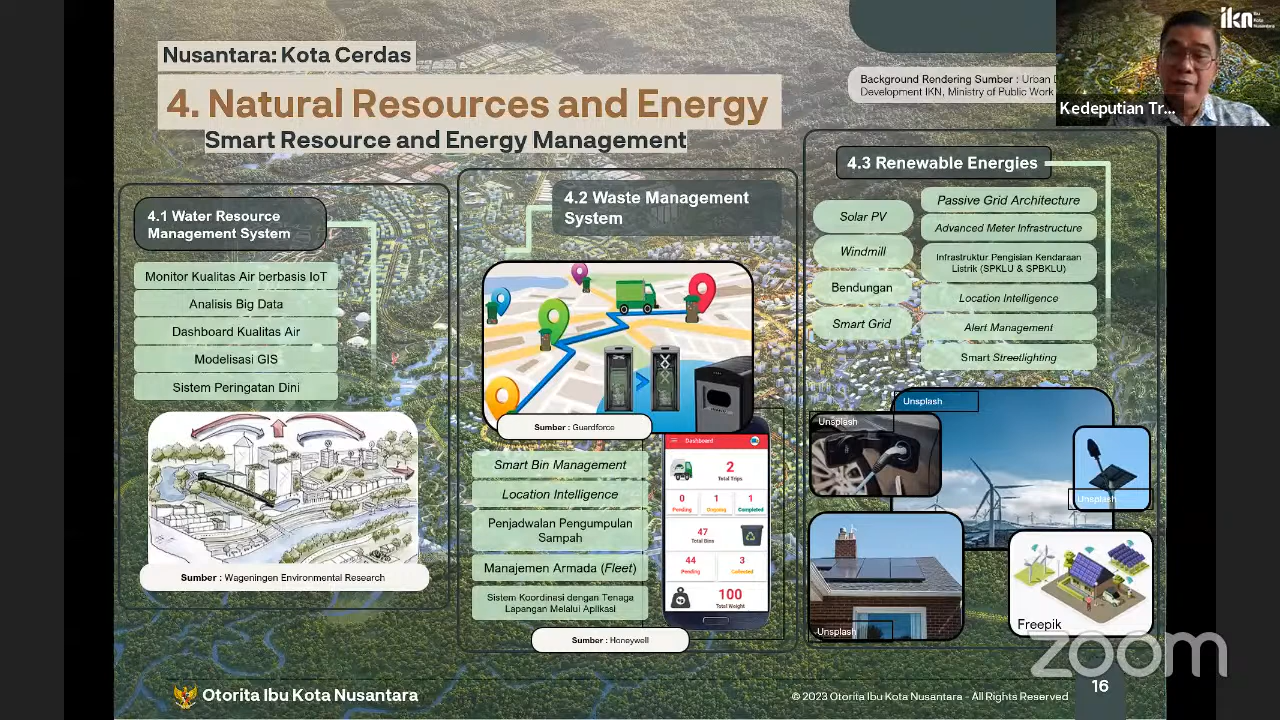 ikn Ibu
Kota
Nusantara
Kedeputian Tr...
Nusantara: Kota Cerdas
4. Natural Resources and Energy
Smart Resource and Energy Management
Background Rendering Sumber : Urban
Development IKN, Ministry of Public Work
4.1 Water Resource
Management System
Monitor Kualitas Air berbasis IoT
Analisis Big Data
Dashboard Kualitas Air
Modelisasi GIS
Sistem Peringatan Dini
Sumber : Wageningen Environmental Research
4.2 Waste Management
System
Sumber : Guardforce
Smart Bin Management
Location Intelligence
Penjadwalan Pengumpulan
Sampah
Manajemen Armada (Fleet)
Sistem Koordinasi dengan Tenaga
Lapangan Melalui Aplikasi
Dashboard
2
Total Trips
0 1 1
Pending Ongoing Completed
47
Total Bins
44 3
Pending Collected
100
Total Weight
Sumber : Honeywell
4.3 Renewable Energies
Solar PV
Windmill
Bendungan
Smart Grid
Passive Grid Architecture
Advanced Meter Infrastructure
Infrastruktur Pengisian Kendaraan
Listrik (SPKLU & SPBKLU)
Location Intelligence
Alert Management
Smart Streetlighting
Unsplash
Unsplash
Unsplash
Unsplash
Freepik
zoom
Otorita Ibu Kota Nusantara
© 2023 Otorita Ibu Kota Nusantara - All Rights Reserved
16